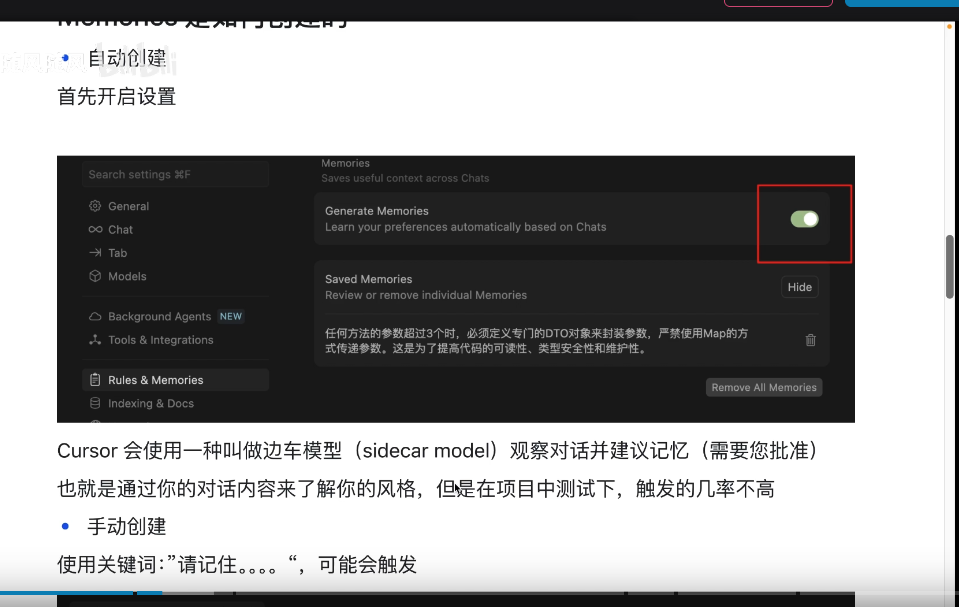 Memories 是如何创建的
自动创建
bilibili
首先开启设置
Search settings ⌘F
General
Chat
Tab
Models
Background Agents NEW
Tools & Integrations
Rules & Memories
Indexing & Docs
Memories
Saves useful context across Chats
Generate Memories
Learn your preferences automatically based on Chats
Saved Memories
Review or remove individual Memories
Hide
任何方法的参数超过3个时，必须定义专门的DTO对象来封装参数，严禁使用Map的方
式传递参数。这是为了提高代码的可读性、类型安全性和维护性。
Remove All Memories
Cursor 会使用一种叫做边车模型（sidecar model）观察对话并建议记忆（需要您批准）
也就是通过你的对话内容来了解你的风格，但是在项目中测试下，触发的几率不高
手动创建
使用关键词：”请记住。。。。“，可能会触发